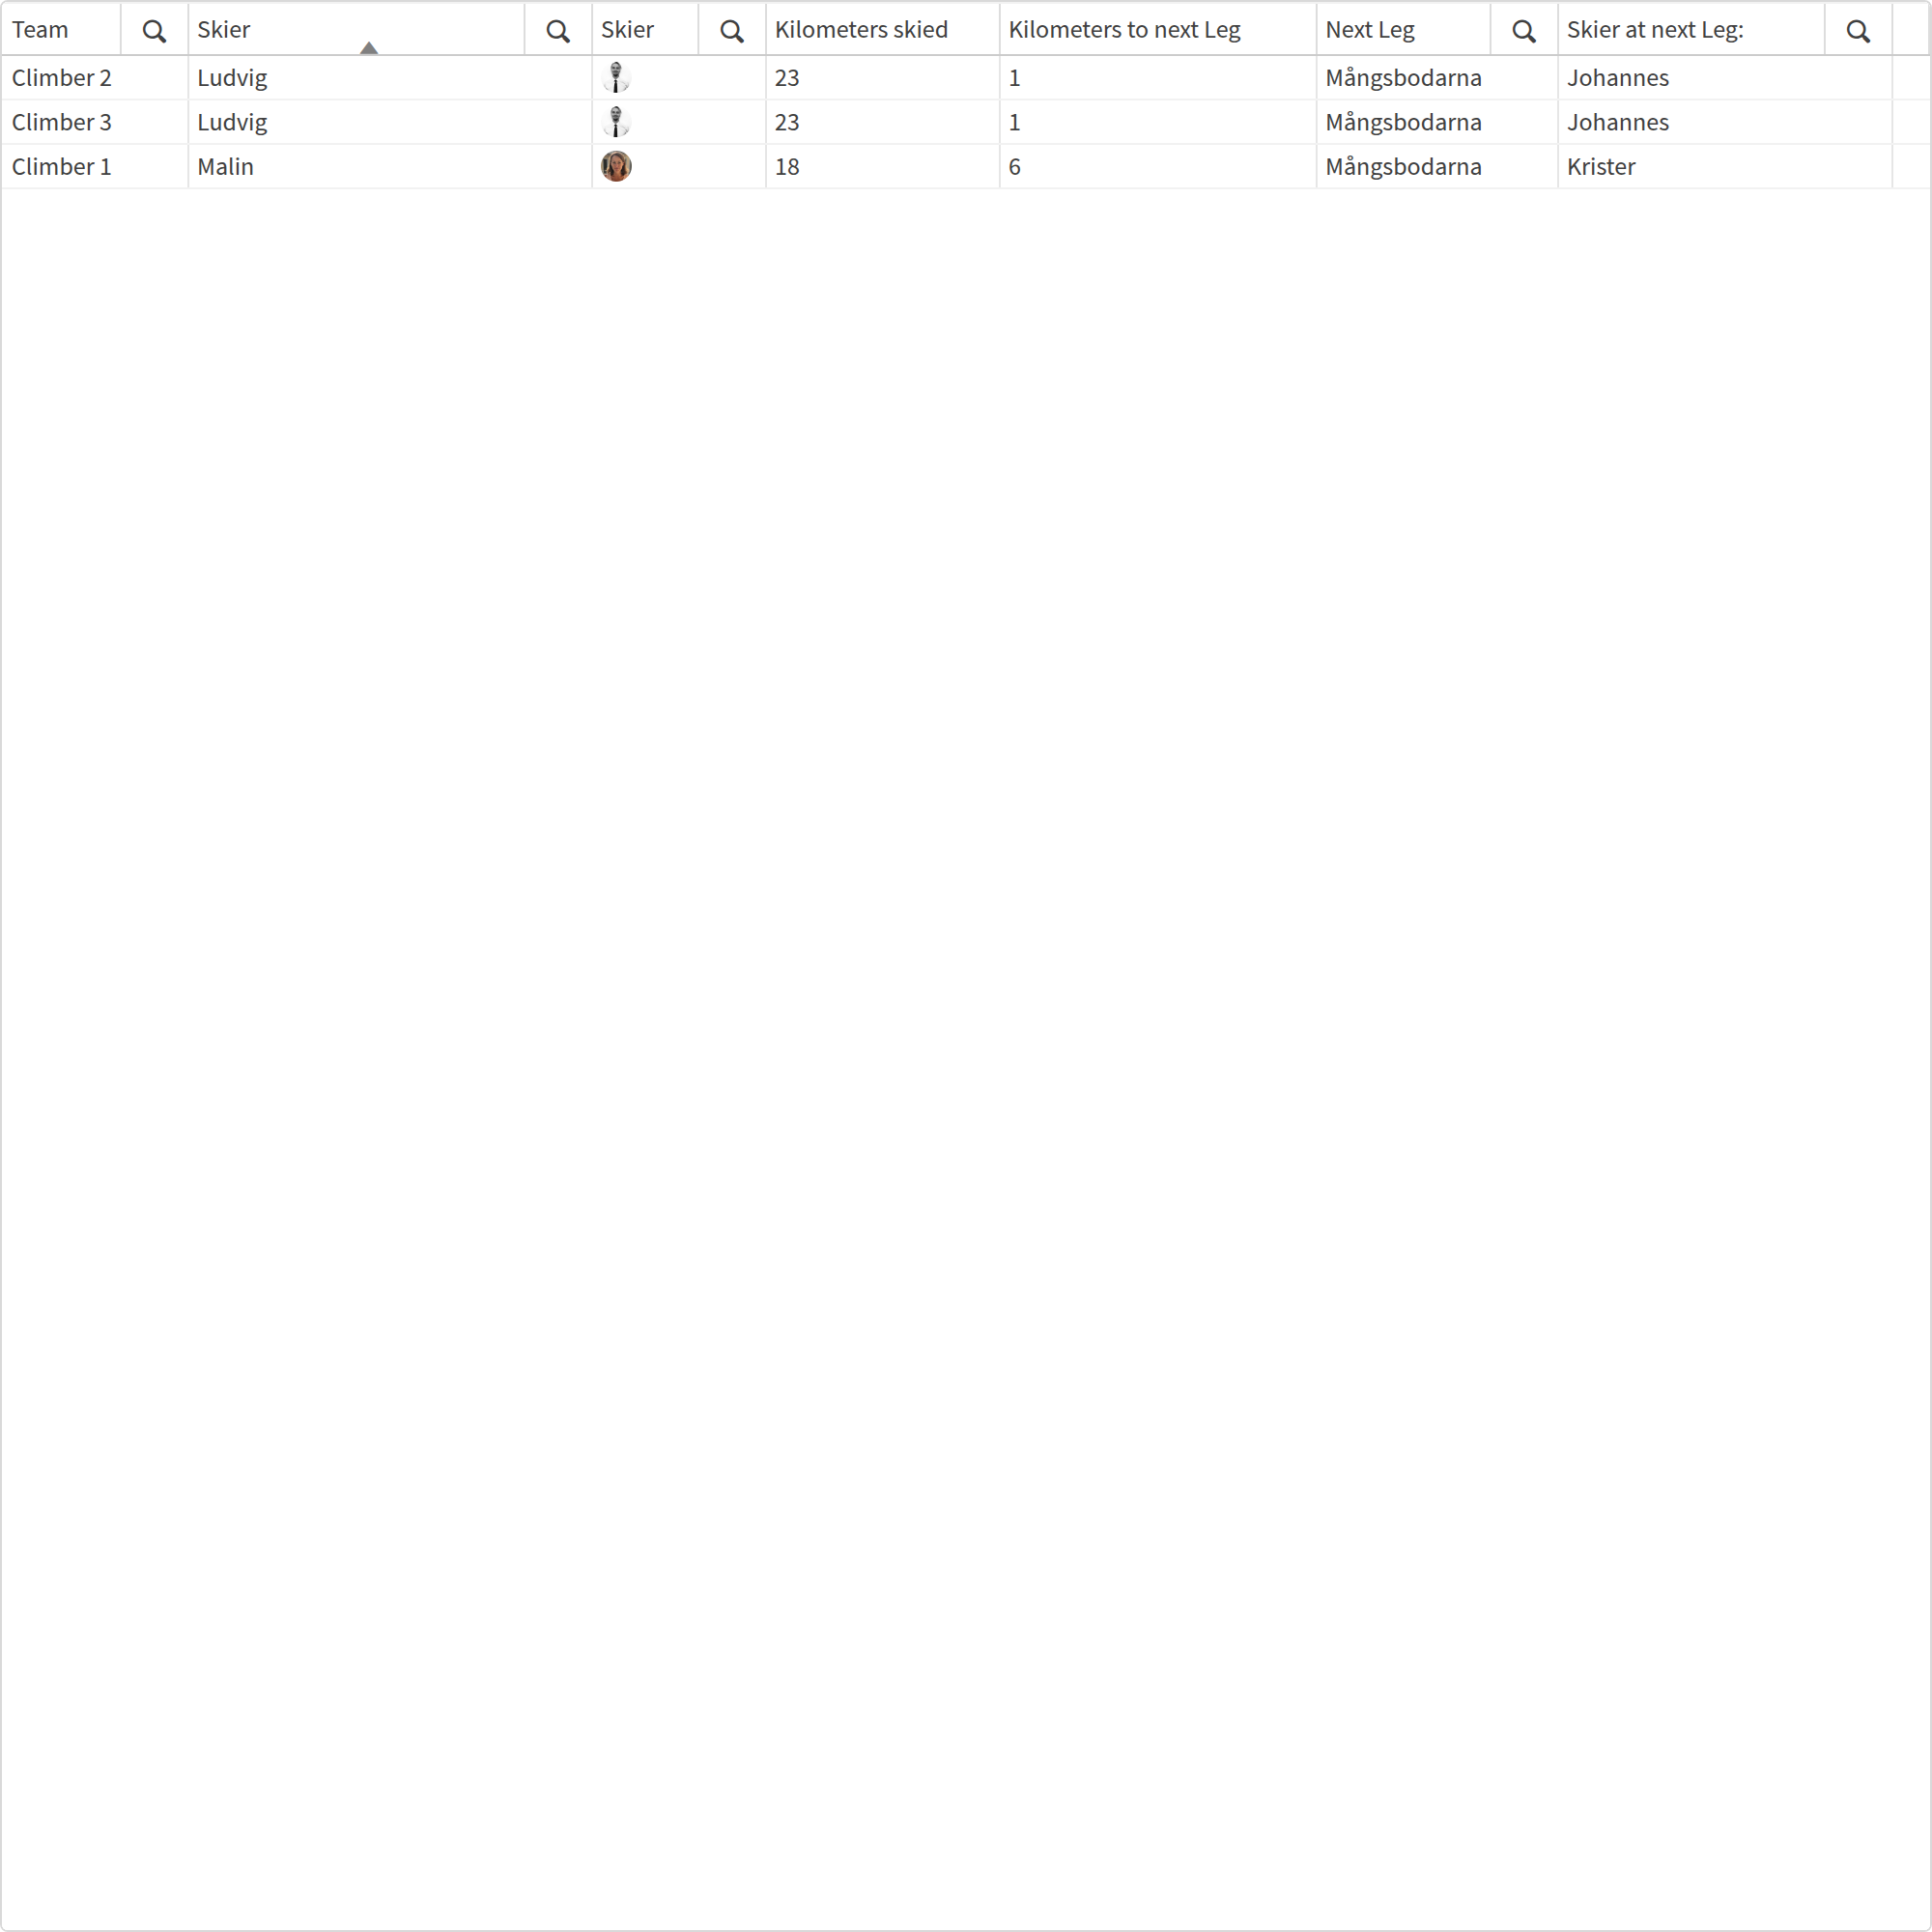 Team Skier Skier Kilometers skied Kilometers to next Leg Next Leg Skier at next Leg:
Climber 2 Ludvig 23 1 Mångsbodarna Johannes
Climber 3 Ludvig 23 1 Mångsbodarna Johannes
Climber 1 Malin 18 6 Mångsbodarna Krister